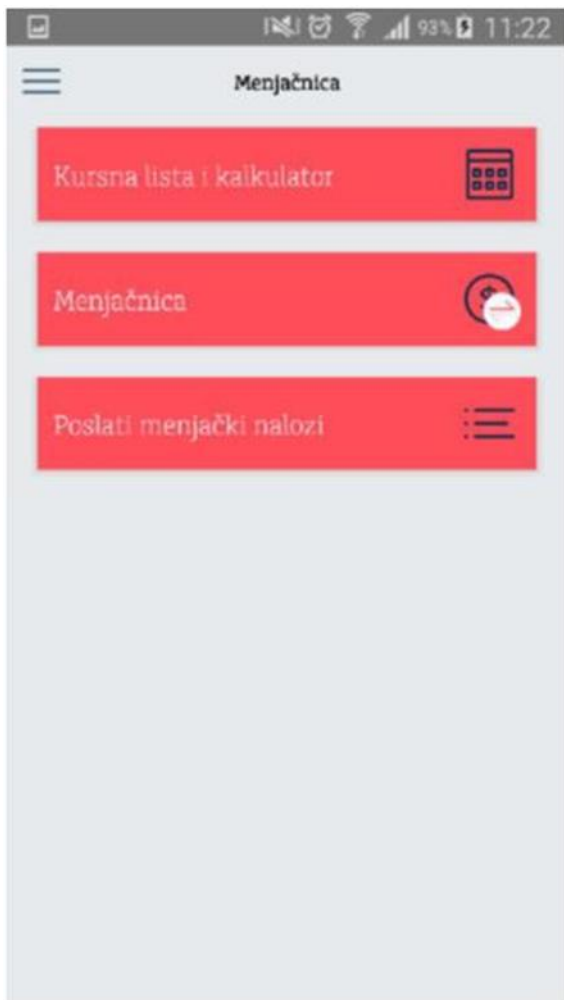 93% 11:22
Menjačnica
Kursna lista i kalkulator
Menjačnica
Poslati menjački nalozi